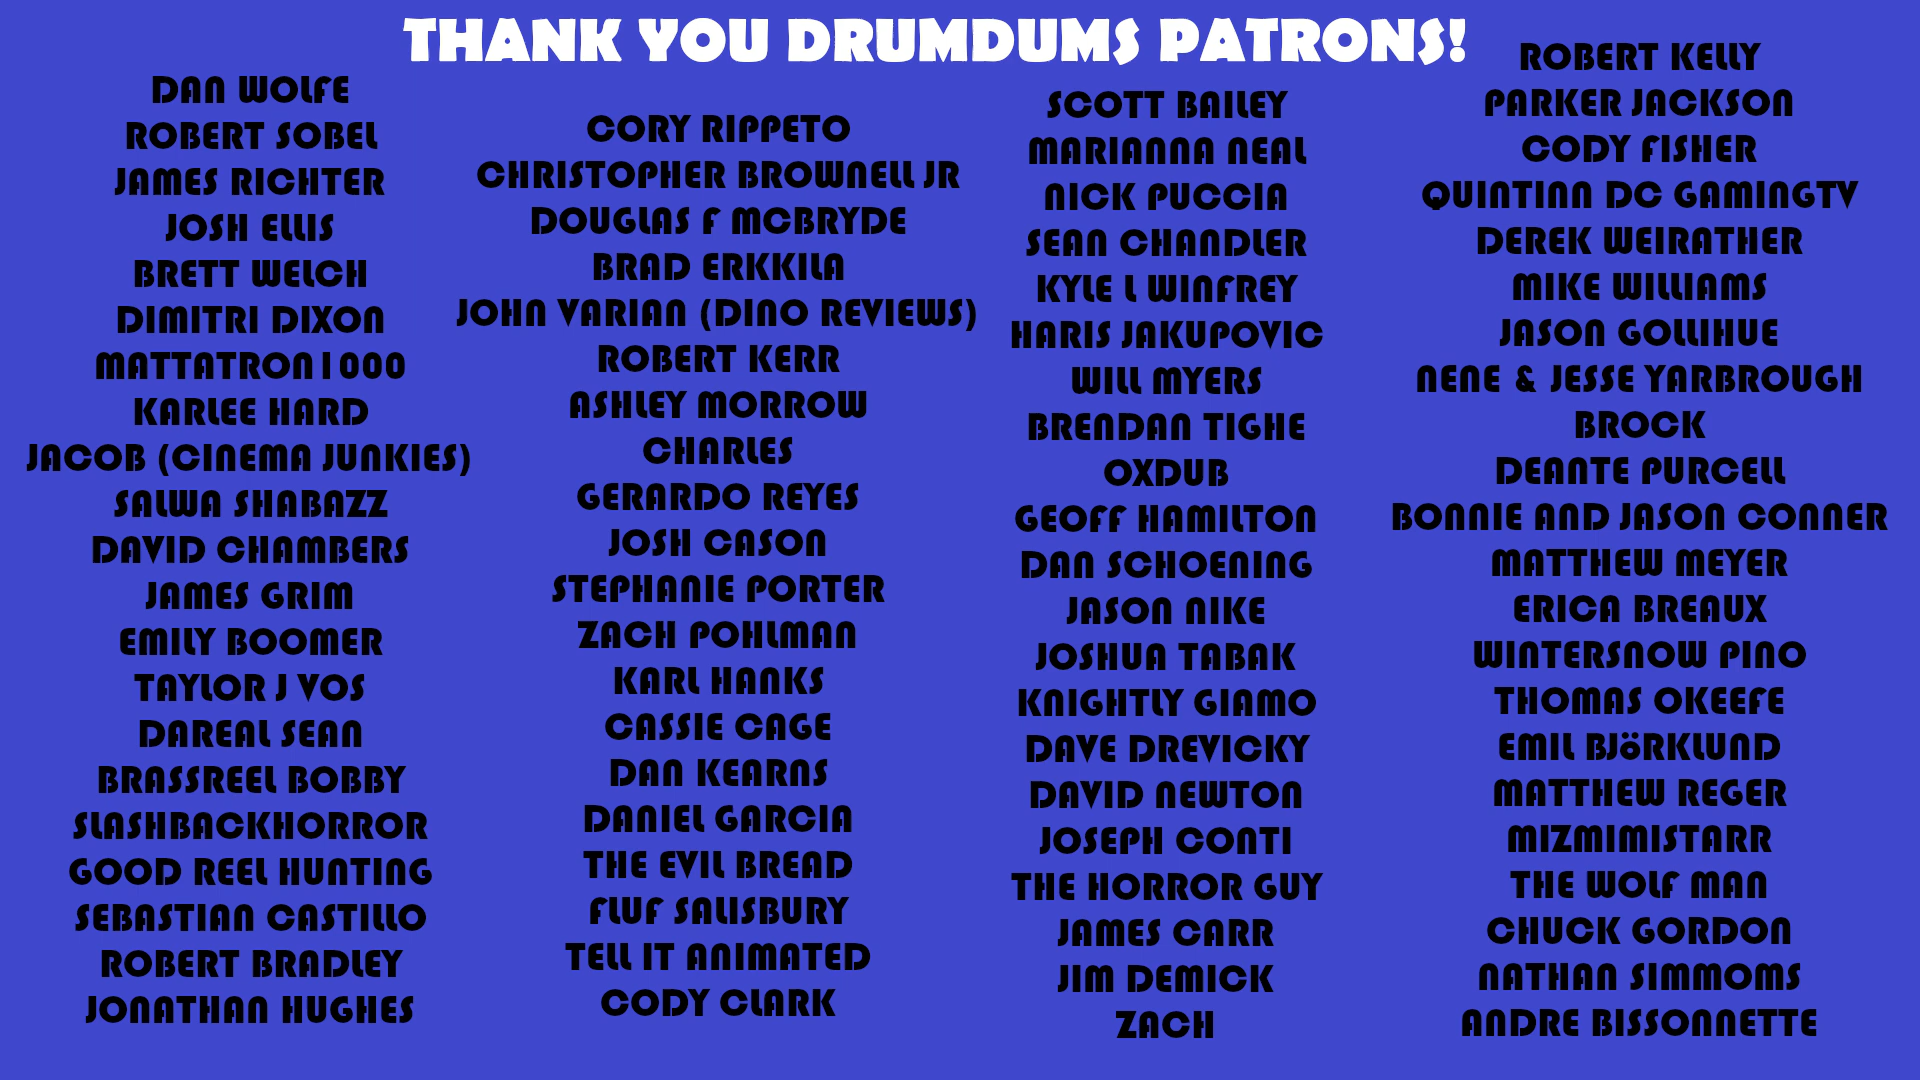 THANK YOU DRUMDUMS PATRONS!
DAN WOLFE
ROBERT SOBEL
JAMES RICHTER
JOSH ELLIS
BRETT WELCH
DIMITRI DIXON
MATTATRON1000
KARLEE HARD
JACOB (CINEMA JUNKIES)
SALWA SHABAZZ
DAVID CHAMBERS
JAMES GRIM
EMILY BOOMER
TAYLOR J VOS
DAREAL SEAN
BRASSREEL BOBBY
SLASHBACKHORROR
GOOD REEL HUNTING
SEBASTIAN CASTILLO
ROBERT BRADLEY
JONATHAN HUGHES
CORY RIPPETO
CHRISTOPHER BROWNELL JR
DOUGLAS F MCBRYDE
BRAD ERKKILA
JOHN VARIAN (DINO REVIEWS)
ROBERT KERR
ASHLEY MORROW
CHARLES
GERARDO REYES
JOSH CASON
STEPHANIE PORTER
ZACH POHLMAN
KARL HANKS
CASSIE CAGE
DAN KEARNS
DANIEL GARCIA
THE EVIL BREAD
FLUF SALISBURY
TELL IT ANIMATED
CODY CLARK
SCOTT BAILEY
MARIANNA NEAL
NICK PUCCIA
SEAN CHANDLER
KYLE L WINFREY
HARIS JAKUPOVIC
WILL MYERS
BRENDAN TIGHE
OXDUB
GEOFF HAMILTON
DAN SCHOENING
JASON NIKE
JOSHUA TABAK
KNIGHTLY GIAMO
DAVE DREVICKY
DAVID NEWTON
JOSEPH CONTI
THE HORROR GUY
JAMES CARR
JIM DEMICK
ZACH
ROBERT KELLY
PARKER JACKSON
CODY FISHER
QUINTINN DC GAMINGTV
DEREK WEIRATHER
MIKE WILLIAMS
JASON GOLLIHUE
NENE & JESSE YARBROUGH
BROCK
DEANTE PURCELL
BONNIE AND JASON CONNER
MATTHEW MEYER
ERICA BREAUX
WINTERSNOW PINO
THOMAS OKEEFE
EMIL BJöRKLUND
MATTHEW REGER
MIZMIMISTARR
THE WOLF MAN
CHUCK GORDON
NATHAN SIMMOMS
ANDRE BISSONNETTE